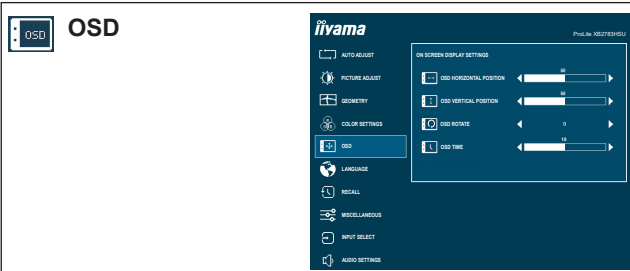 OSD
OSD
iiyama
ProLite XB2783HSU
AUTO ADJUST
PICTURE ADJUST
GEOMETRY
COLOR SETTINGS
OSD
LANGUAGE
RECALL
MISCELLANEOUS
INPUT SELECT
AUDIO SETTINGS
ON SCREEN DISPLAY SETTINGS
OSD HORIZONTAL POSITION
50
OSD VERTICAL POSITION
50
OSD ROTATE
0
OSD TIME
10